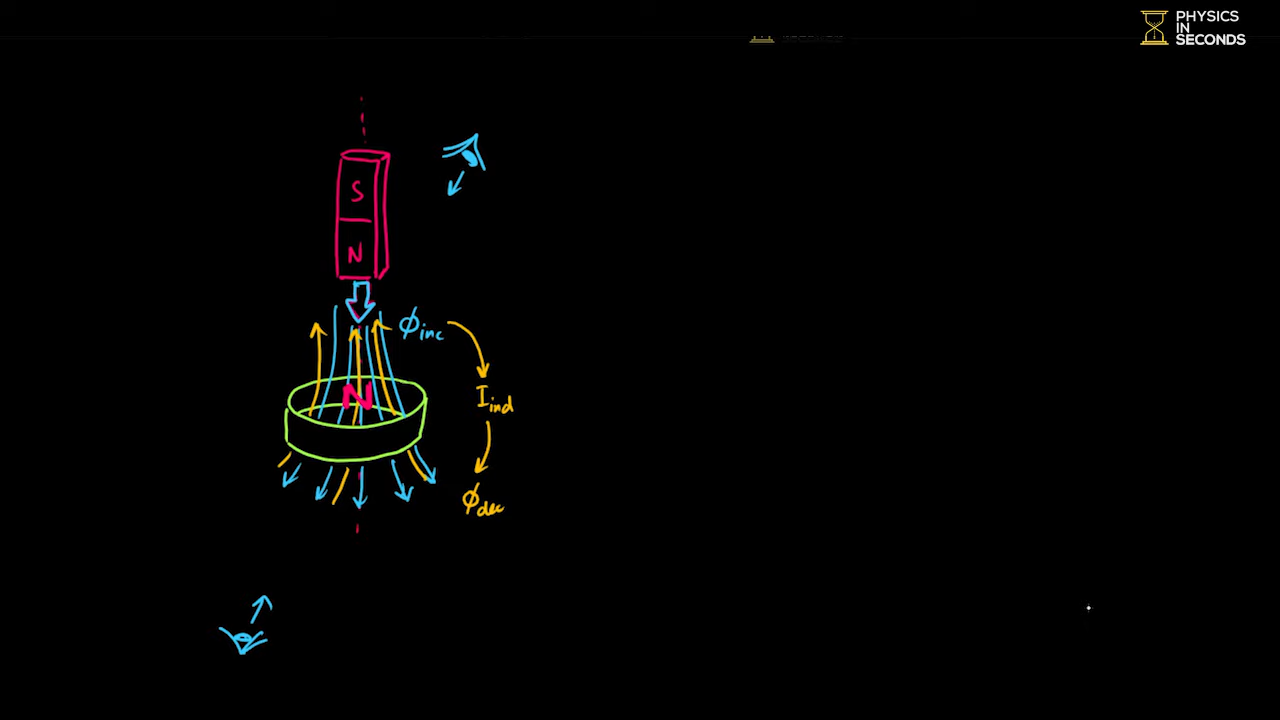 PHYSICS
IN
SECONDS
S
N
ϕinc
N
Iind
ϕdec